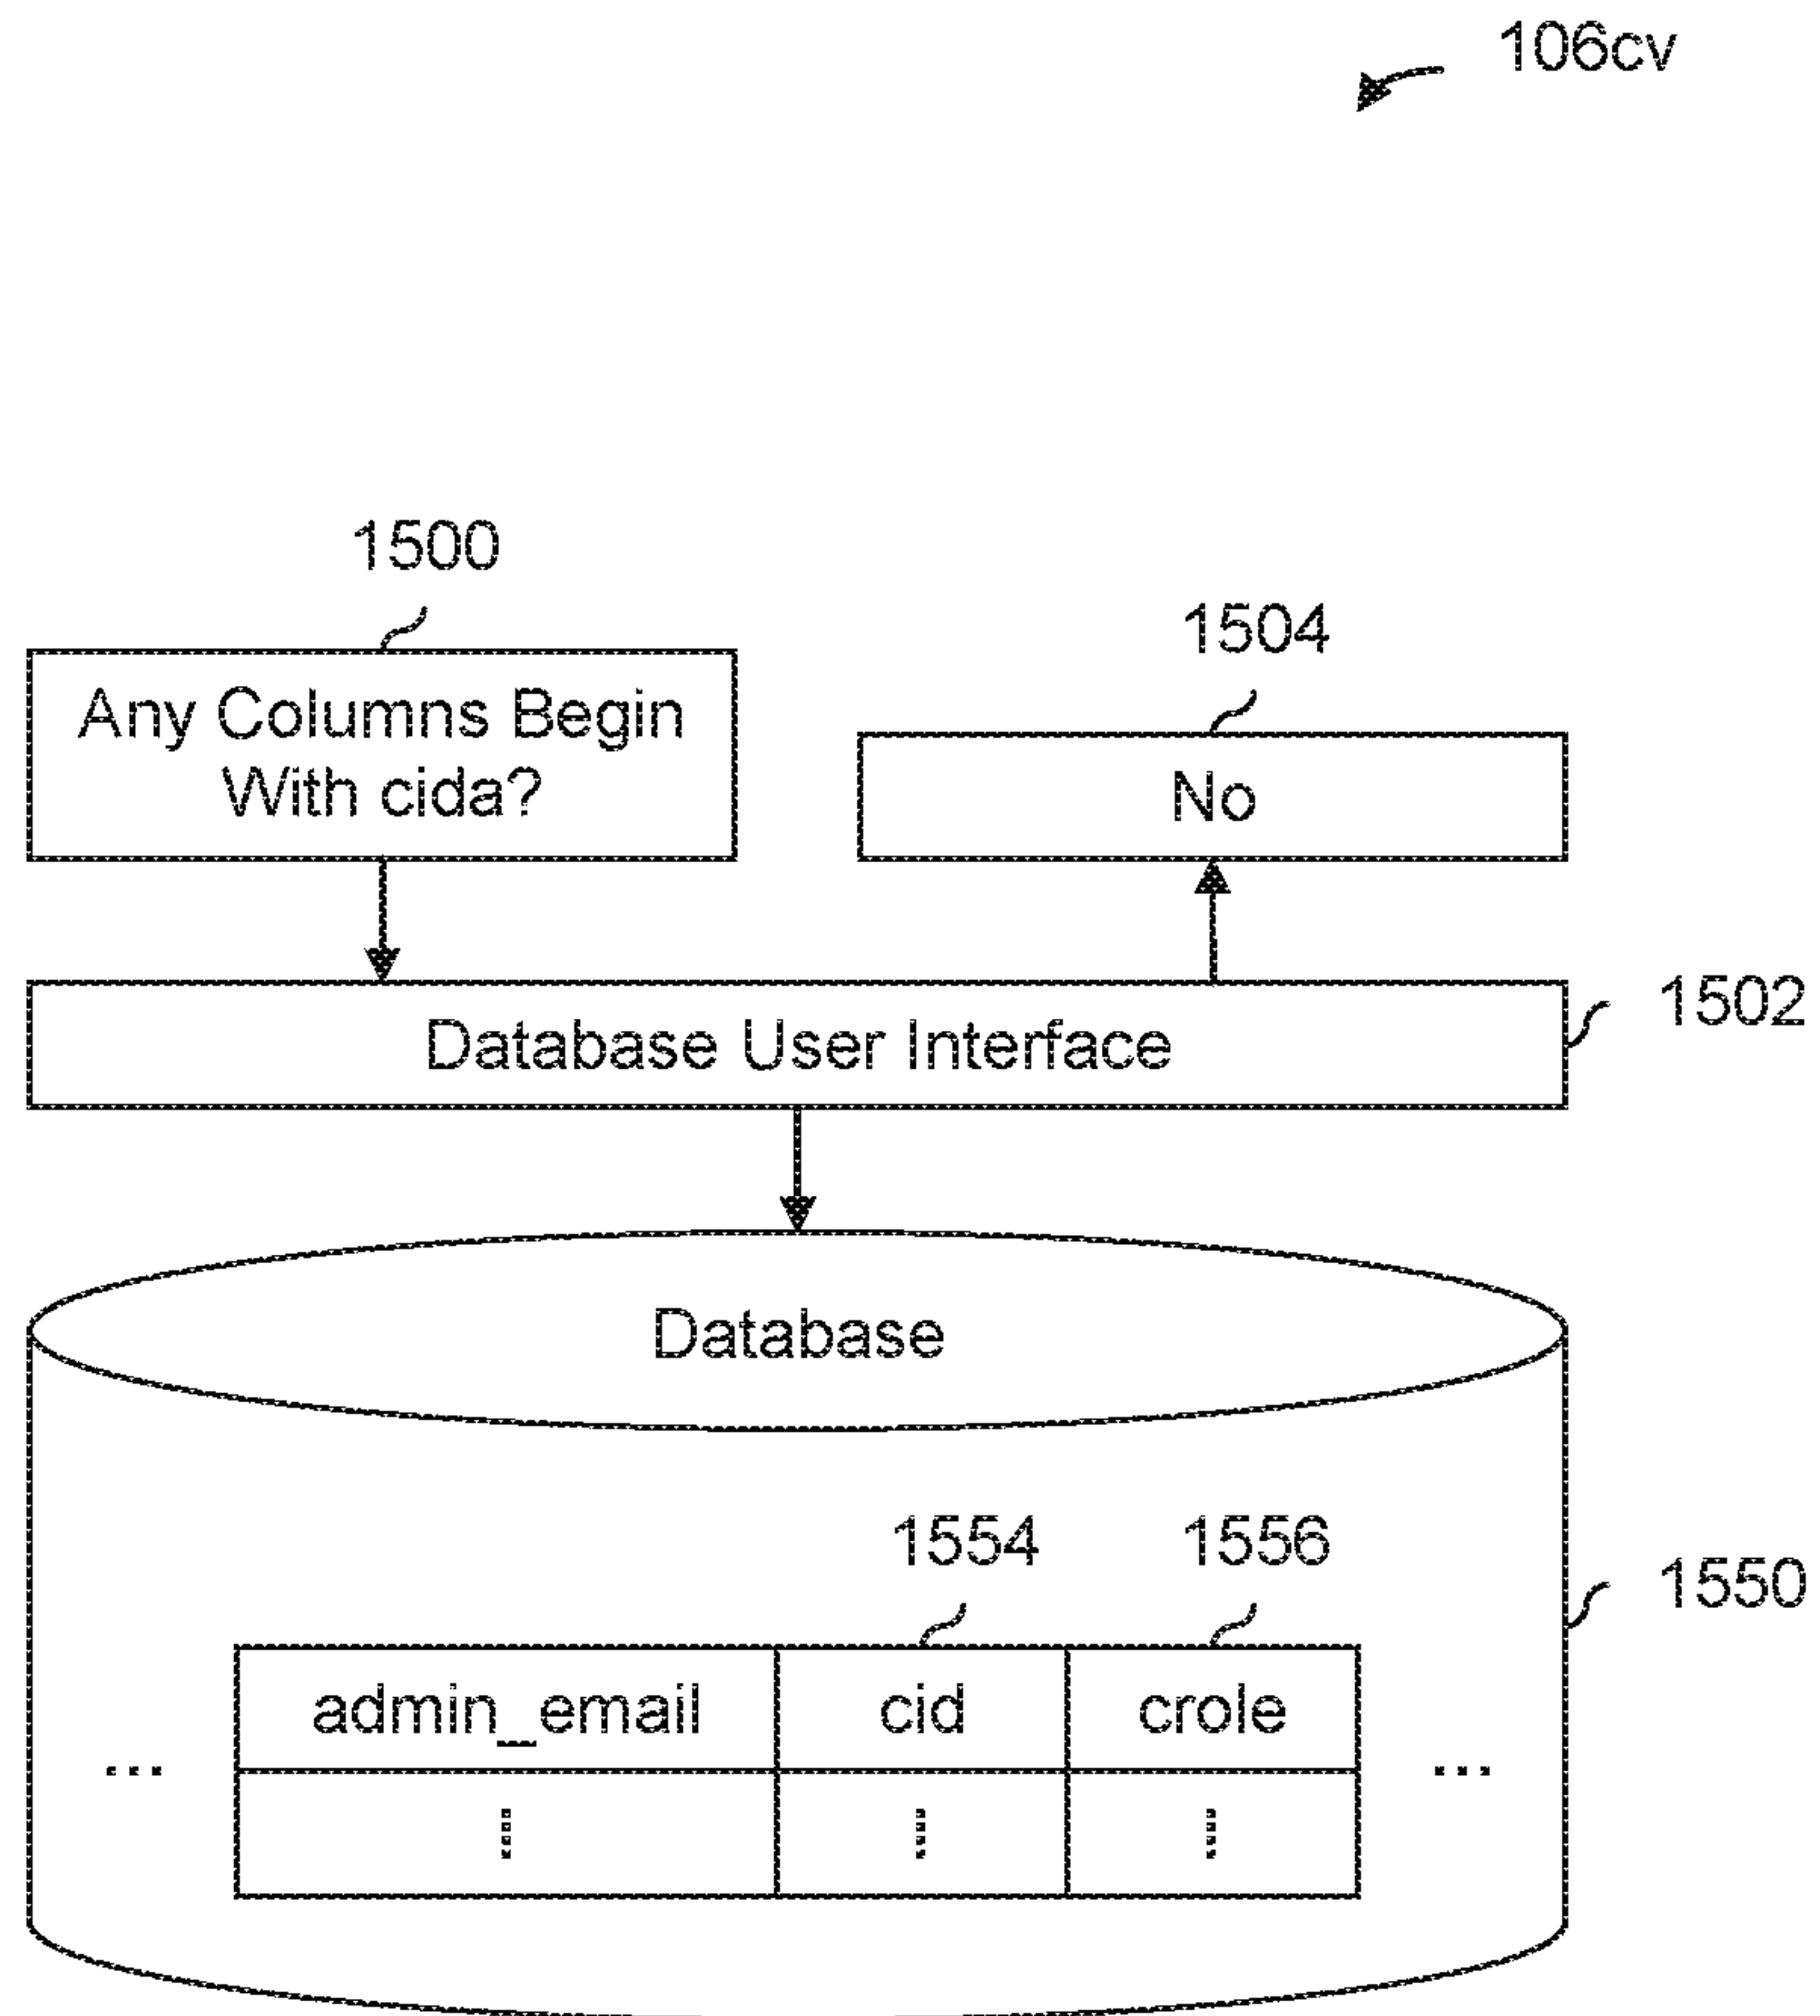 106cv
1500
1504
Any Columns Begin
With cida?
No
1502
Database User Interface
Database
1554 1556
1550
admin_email cid crole
... ...